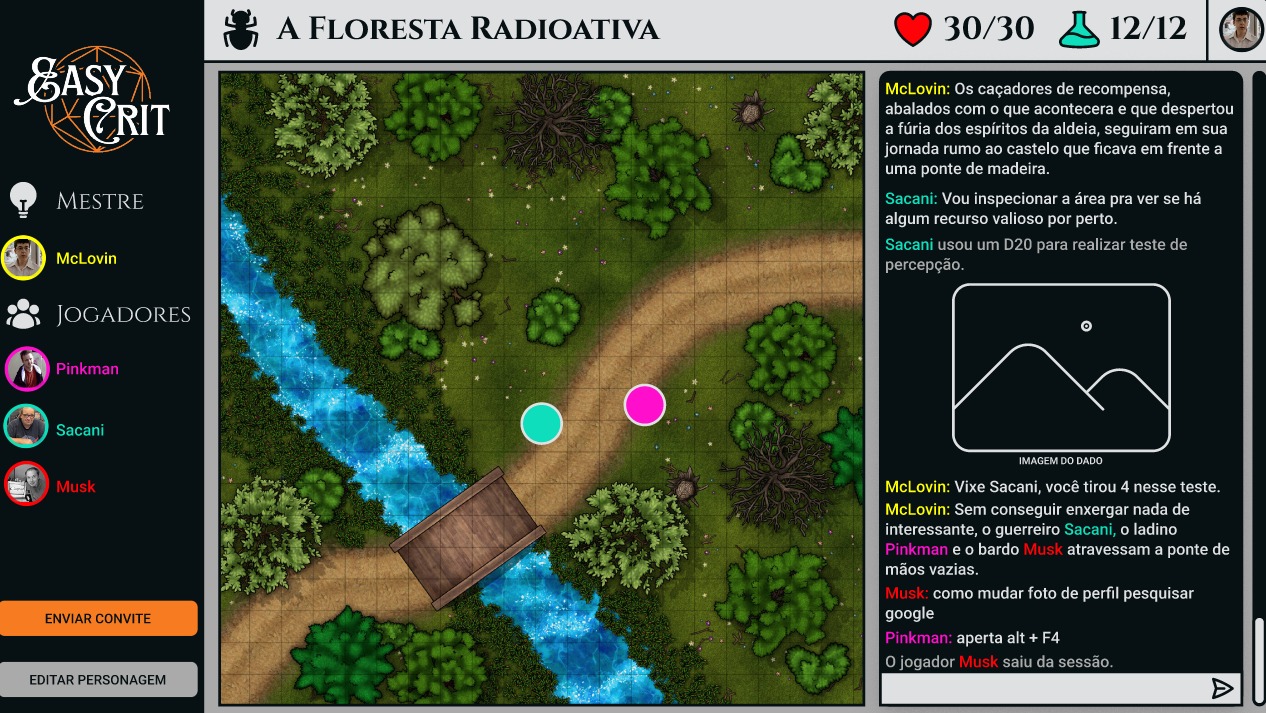 EASY
CRIT
MESTRE
McLovin
JOGADORES
Pinkman
Sacani
Musk
ENVIAR CONVITE
EDITAR PERSONAGEM
A FLORESTA RADIOATIVA
30/30
12/12
McLovin: Os caçadores de recompensa,
abalados com o que acontecera e que despertou
a fúria dos espíritos da aldeia, seguiram em sua
jornada rumo ao castelo que ficava em frente a
uma ponte de madeira.
Sacani: Vou inspecionar a área pra ver se há
algum recurso valioso por perto.
Sacani usou um D20 para realizar teste de
percepção.
IMAGEM DO DADO
McLovin: Vixe Sacani, você tirou 4 nesse teste.
McLovin: Sem conseguir enxergar nada de
interessante, o guerreiro Sacani, o ladino
Pinkman e o bardo Musk atravessam a ponte de
mãos vazias.
Musk: como mudar foto de perfil pesquisar
google
Pinkman: aperta alt + F4
O jogador Musk saiu da sessão.